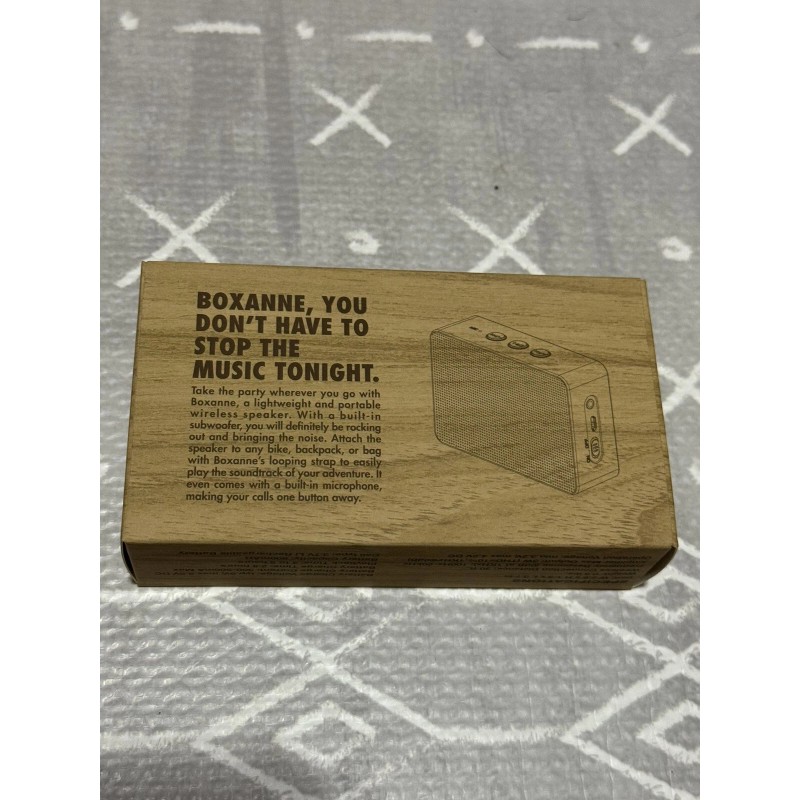 BOXANNE, YOU
DON'T HAVE TO
STOP THE
MUSIC TONIGHT.
Take the party wherever you go with
Boxanne, a lightweight and portable
wireless speaker. With a built-in
subwoofer, you will definitely be rocking
out and bringing the noise. Attach the
speaker to any bike, backpack, or bag
with Boxanne's looping strap to easily
play the soundtrack of your adventure. It
even comes with a built-in microphone,
making your calls one button away.
OFF